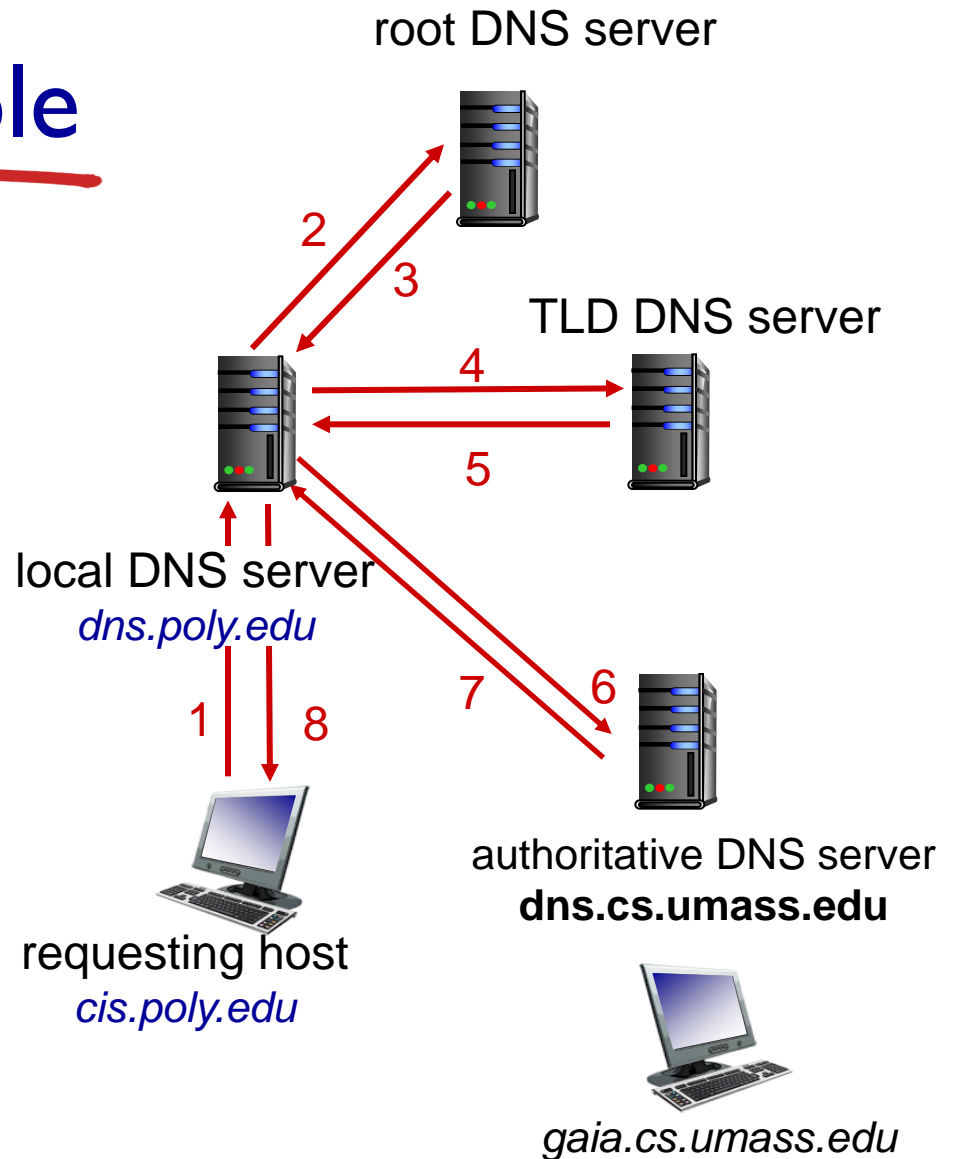 root DNS server
ple
2
3
TLD DNS server
4
5
local DNS server
dns.poly.edu
1
8
7
6
authoritative DNS server
dns.cs.umass.edu
requesting host
cis.poly.edu
gaia.cs.umass.edu